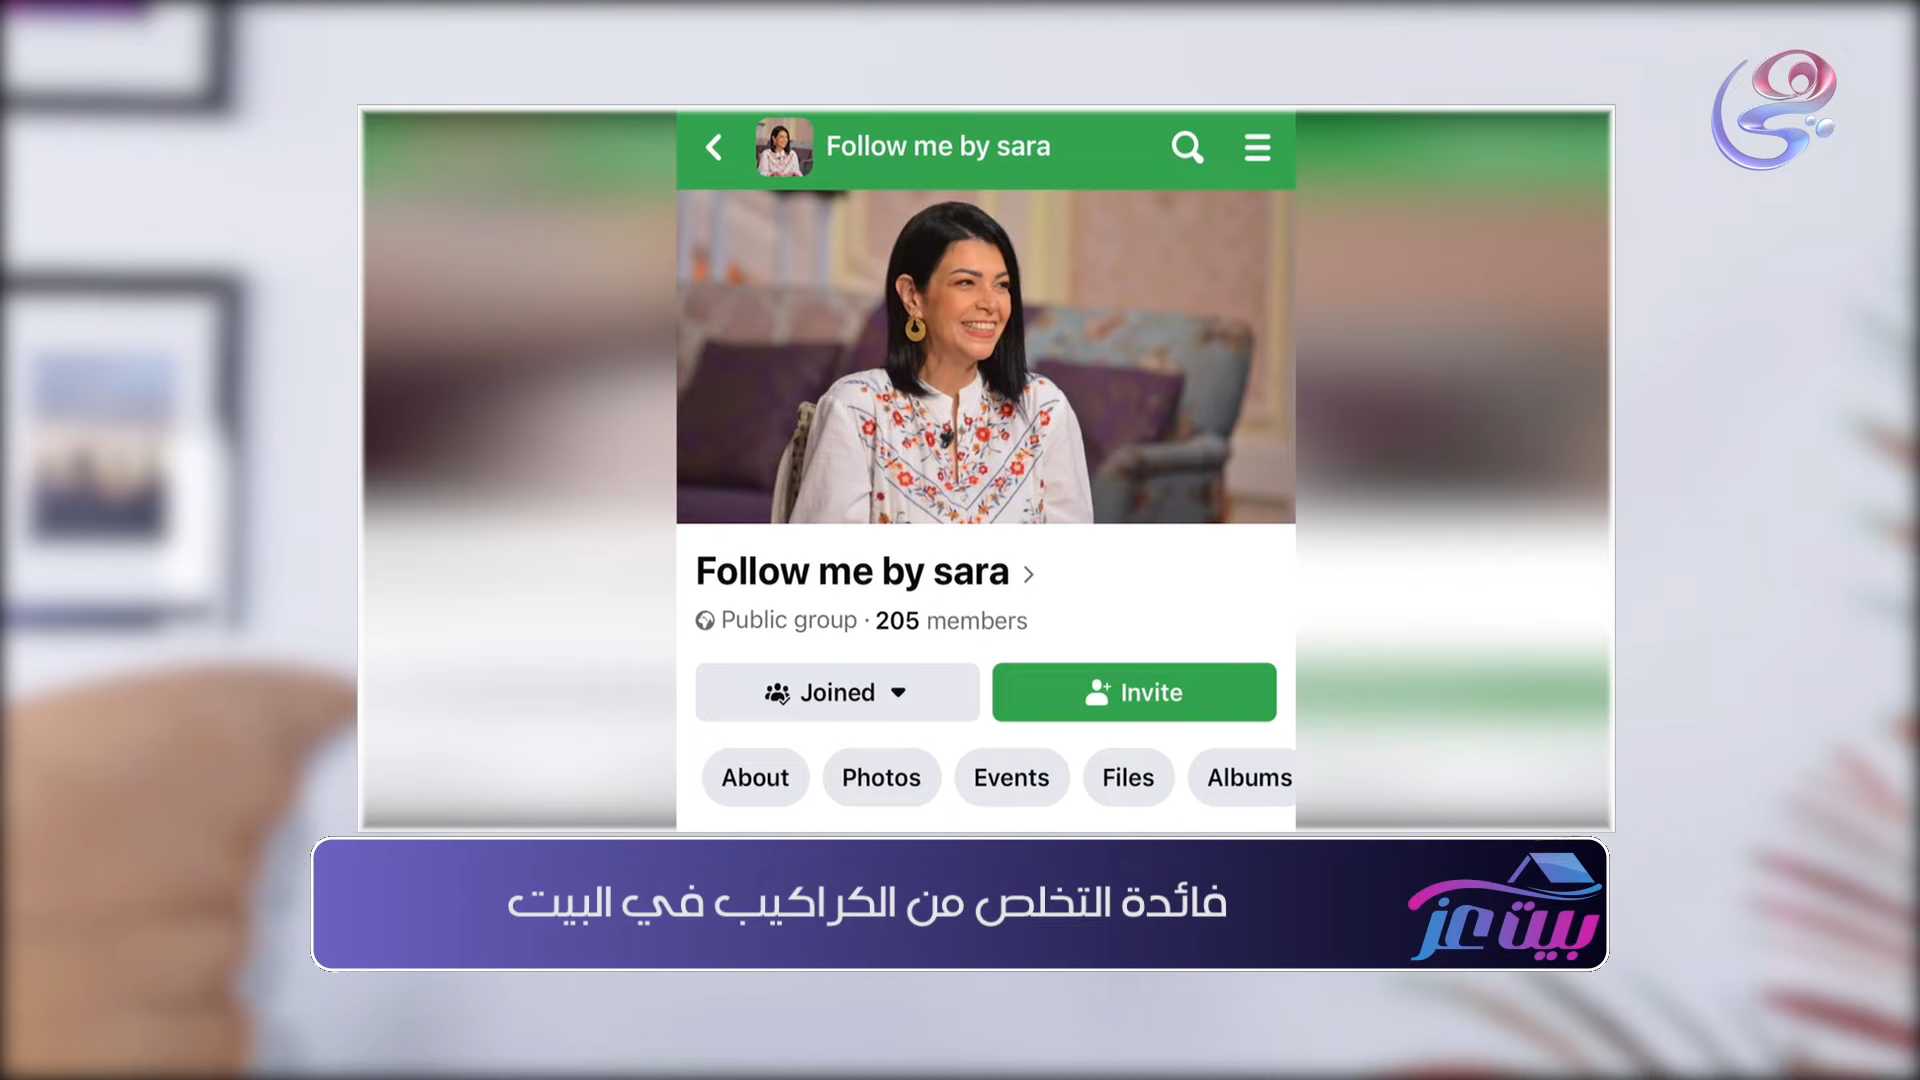 Follow me by sara
Follow me by sara
Public group · 205 members
Joined
Invite
About
Photos
Events
Files
Albums
فائدة التخلص من الكراكيب في البيت
بيت عز